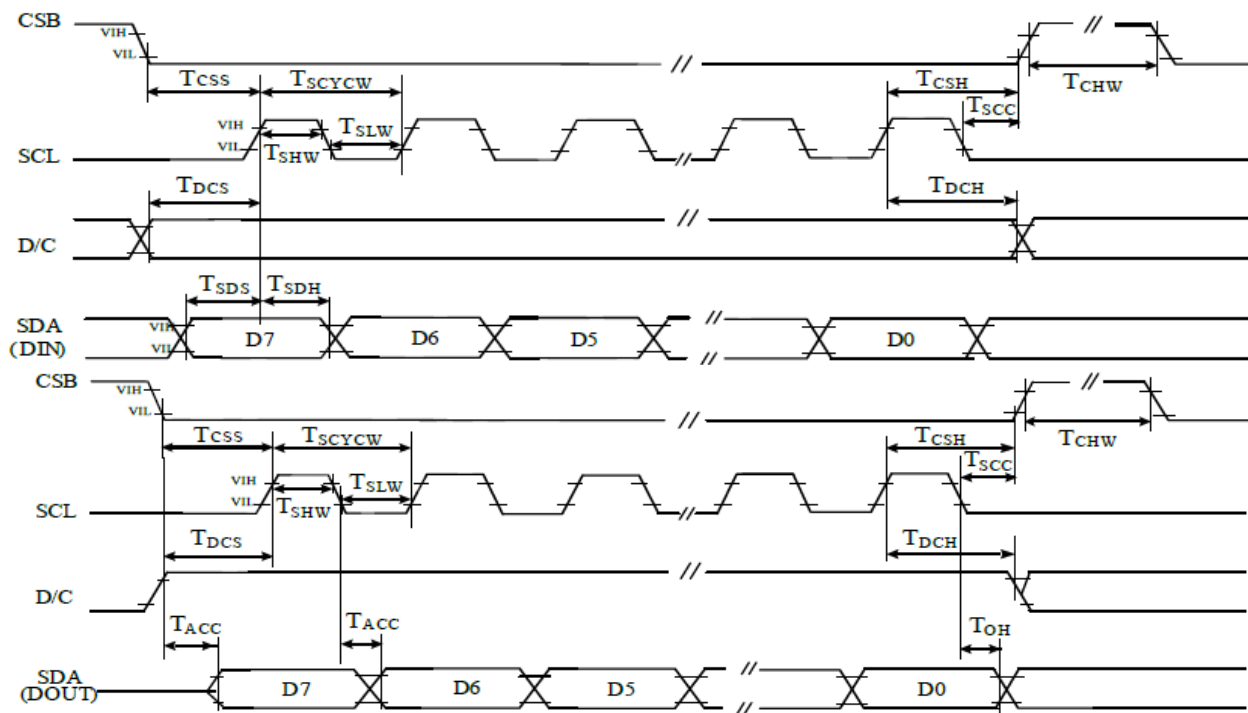 CSB
VIH
VIL
TCSS
TSCYCW
TCSH
TCHW
TSCC
SCL
VIH
VIL
TSHW
TSLW
TDCS
TDCH
D/C
TSDS
TSDH
SDA
(DIN)
VIH
VIL
D7
D6
D5
D0
CSB
VIH
VIL
TCSS
TSCYCW
TCSH
TCHW
TSCC
SCL
VIH
VIL
TSHW
TSLW
TDCS
TDCH
D/C
TACC
TACC
TOH
SDA
(DOUT)
D7
D6
D5
D0